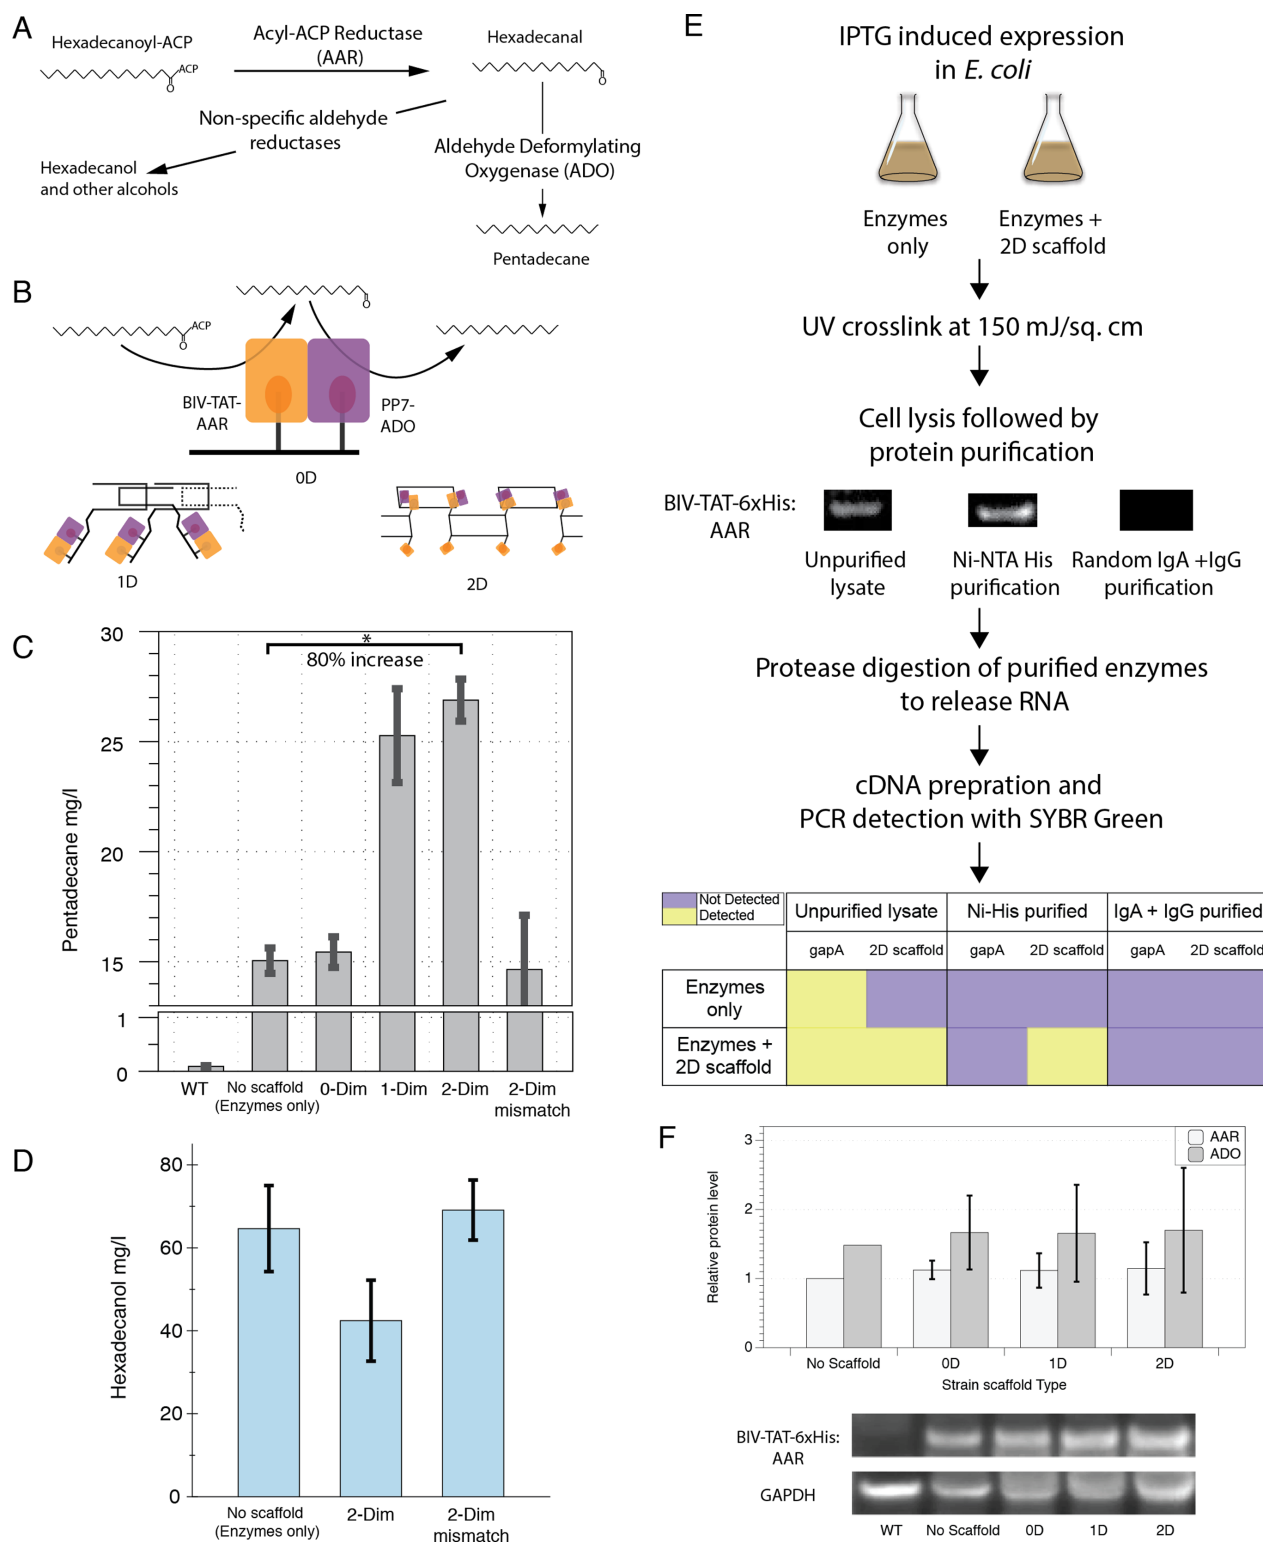 A
Hexadecanoyl-ACP
ACP
O
Acyl-ACP Reductase
(AAR)
Hexadecanal
O
Non-specific aldehyde
reductases
Hexadecanol
and other alcohols
Aldehyde Deformylating
Oxygenase (ADO)
Pentadecane
B
ACP
O
O
BIV-TAT-
AAR
PP7-
ADO
0D
1D
2D
C
Pentadecane mg/l
30
25
20
15
1
0
*
80% increase
WT
No scaffold
(Enzymes only)
0-Dim
1-Dim
2-Dim
2-Dim
mismatch
D
Hexadecanol mg/l
80
60
40
20
0
No scaffold
(Enzymes only)
2-Dim
2-Dim
mismatch
E
IPTG induced expression
in E. coli
Enzymes
only
Enzymes +
2D scaffold
UV crosslink at 150 mJ/sq. cm
Cell lysis followed by
protein purification
BIV-TAT-6xHis:
AAR
Unpurified
lysate
Ni-NTA His
purification
Random IgA +IgG
purification
Protease digestion of purified enzymes
to release RNA
cDNA prepration and
PCR detection with SYBR Green
Not Detected
Detected
Unpurified lysate
Ni-His purified
IgA + IgG purified
gapA
2D scaffold
gapA
2D scaffold
gapA
2D scaffold
Enzymes
only
Enzymes +
2D scaffold
F
Relative protein level
3
2
1
0
AAR
ADO
No Scaffold
0D
1D
2D
Strain scaffold Type
BIV-TAT-6xHis:
AAR
GAPDH
WT
No Scaffold
0D
1D
2D